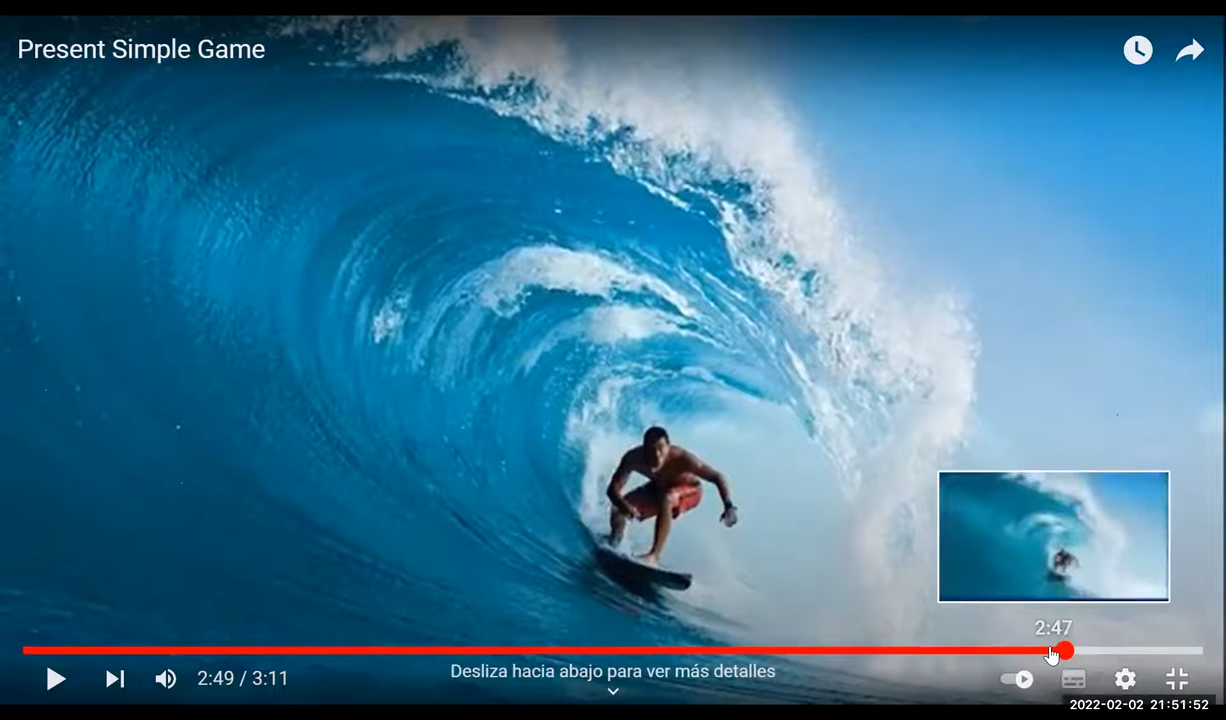 Present Simple Game
2:47
2:49 / 3:11
Desliza hacia abajo para ver más detalles
2022-02-02 21:51:52